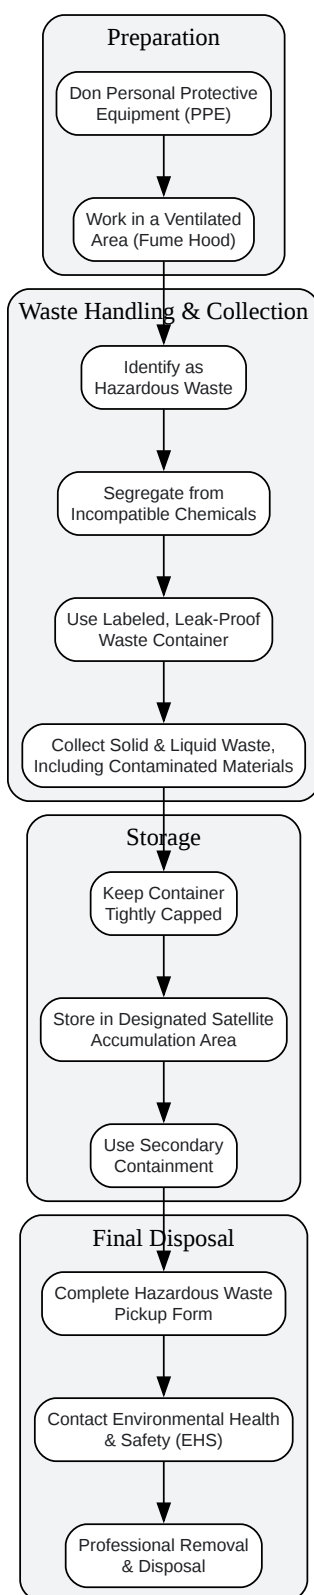 Preparation
Don Personal Protective
Equipment (PPE)
Work in a Ventilated
Area (Fume Hood)
Waste Handling & Collection
Identify as
Hazardous Waste
Segregate from
Incompatible Chemicals
Use Labeled, Leak-Proof
Waste Container
Collect Solid & Liquid Waste,
Including Contaminated Materials
Storage
Keep Container
Tightly Capped
Store in Designated Satellite
Accumulation Area
Use Secondary
Containment
Final Disposal
Complete Hazardous Waste
Pickup Form
Contact Environmental Health
& Safety (EHS)
Professional Removal
& Disposal